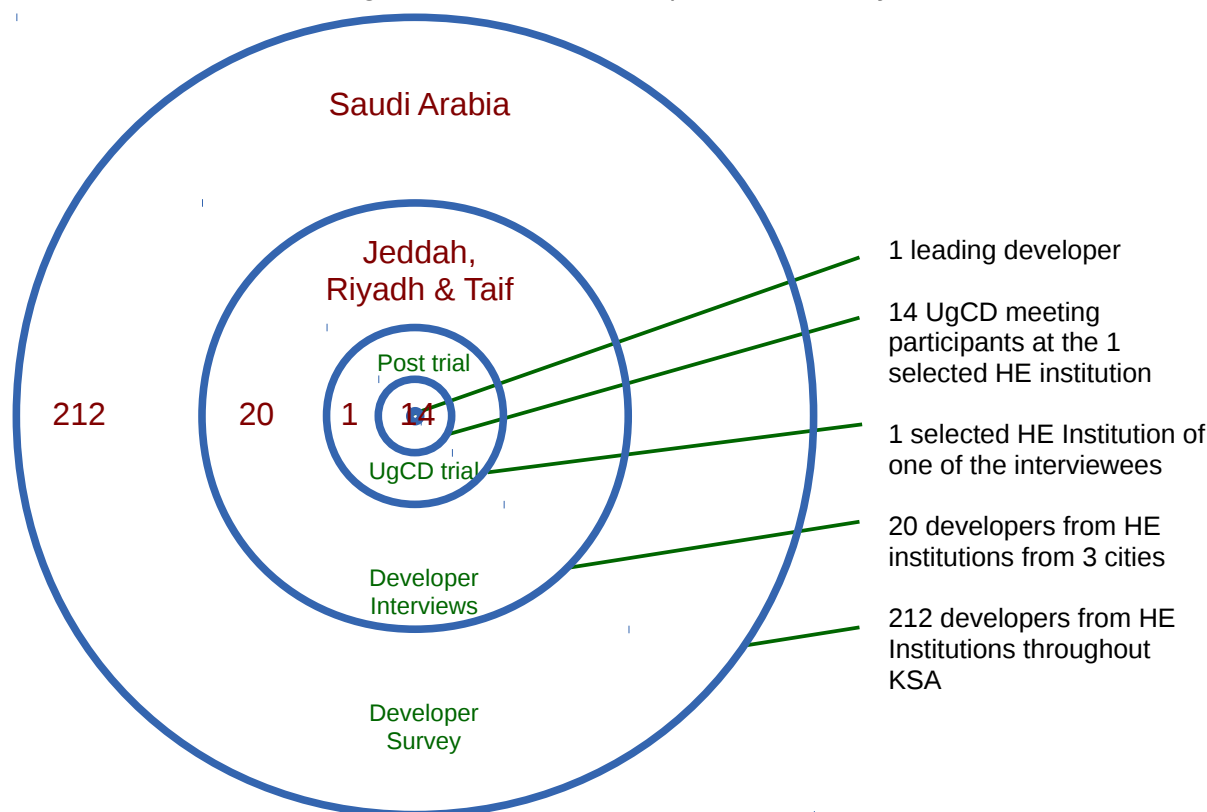 Saudi Arabia
Jeddah,
Riyadh & Taif
Post trial
212
20
1
14
UgCD trial
Developer
Interviews
Developer
Survey
1 leading developer
14 UgCD meeting
participants at the 1
selected HE institution
1 selected HE Institution of
one of the interviewees
20 developers from HE
institutions from 3 cities
212 developers from HE
Institutions throughout
KSA